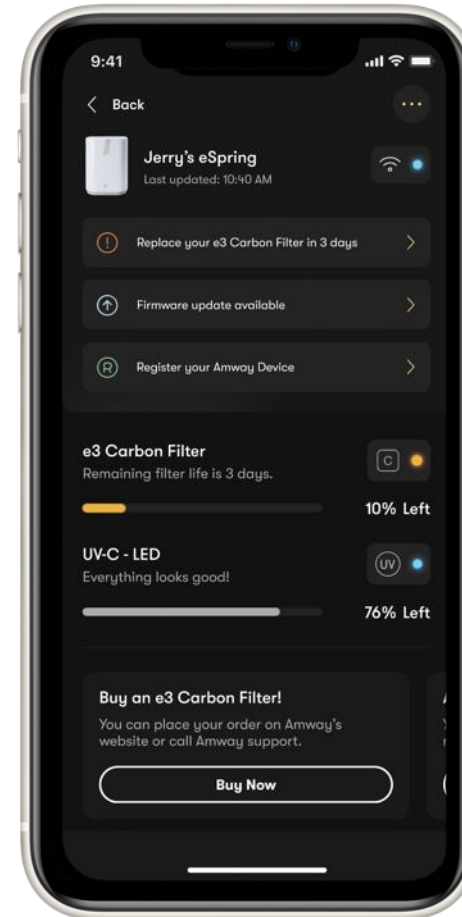 9:41
Back
Jerry's eSpring
Last updated: 10:40 AM
Replace your e3 Carbon Filter in 3 days
Firmware update available
R
Register your Amway Device
e3 Carbon Filter
C
Remaining filter life is 3 days.
10% Left
UV-C - LED
UV
Everything looks good!
76% Left
Buy an e3 Carbon Filter!
You can place your order on Amway's
website or call Amway support.
Buy Now